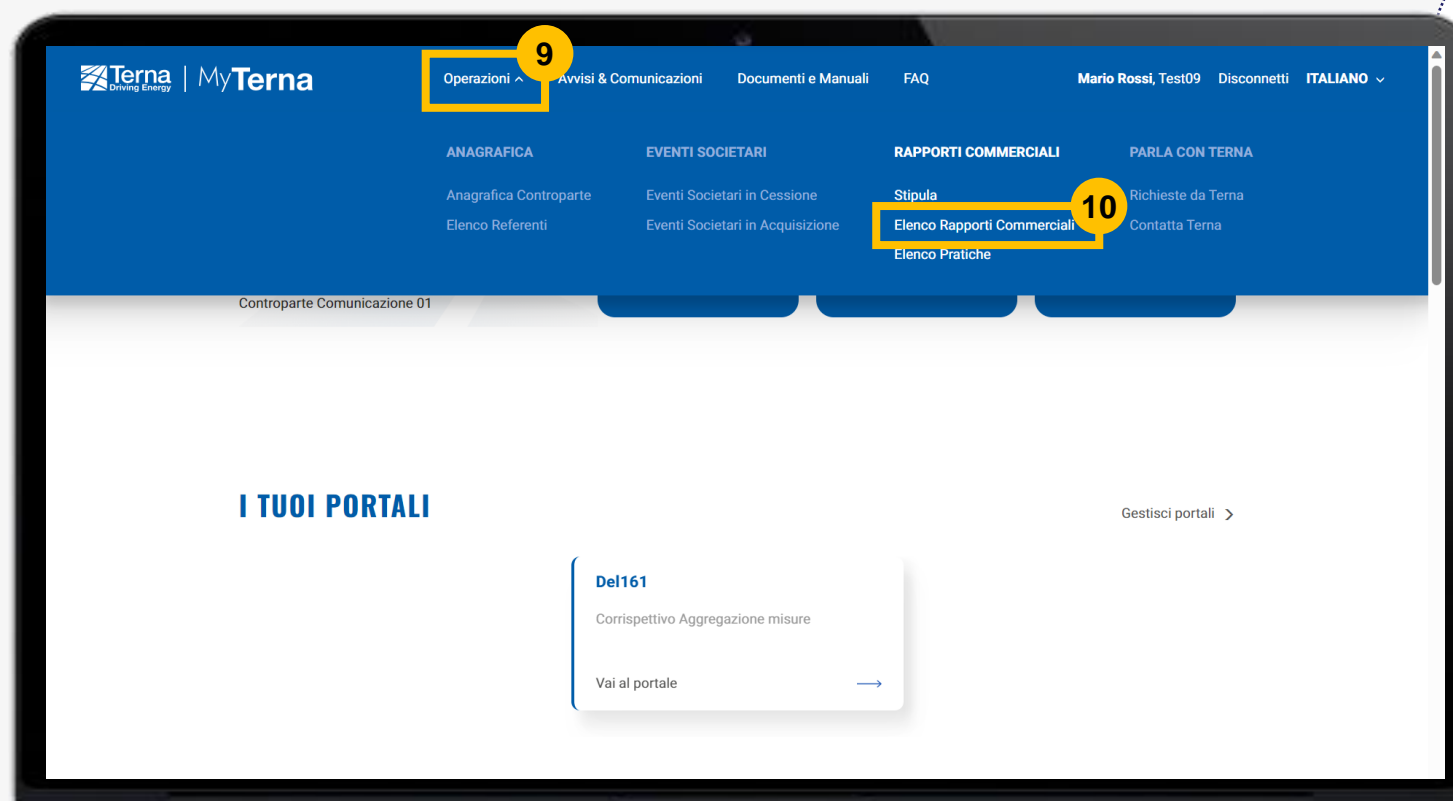 9
Terna Driving Energy | MyTerna
Operazioni Avvisi & Comunicazioni Documenti e Manuali FAQ Mario Rossi, Test09 Disconnetti ITALIANO
ANAGRAFICA EVENTI SOCIETARI RAPPORTI COMMERCIALI PARLA CON TERNA
Anagrafica Controparte Eventi Societari in Cessione Stipula Richieste da Terna
10
Elenco Referenti Eventi Societari in Acquisizione Elenco Rapporti Commerciali Contatta Terna
Elenco Pratiche
Controparte Comunicazione 01
I TUOI PORTALI
Gestisci portali
Del161
Corrispettivo Aggregazione misure
Vai al portale